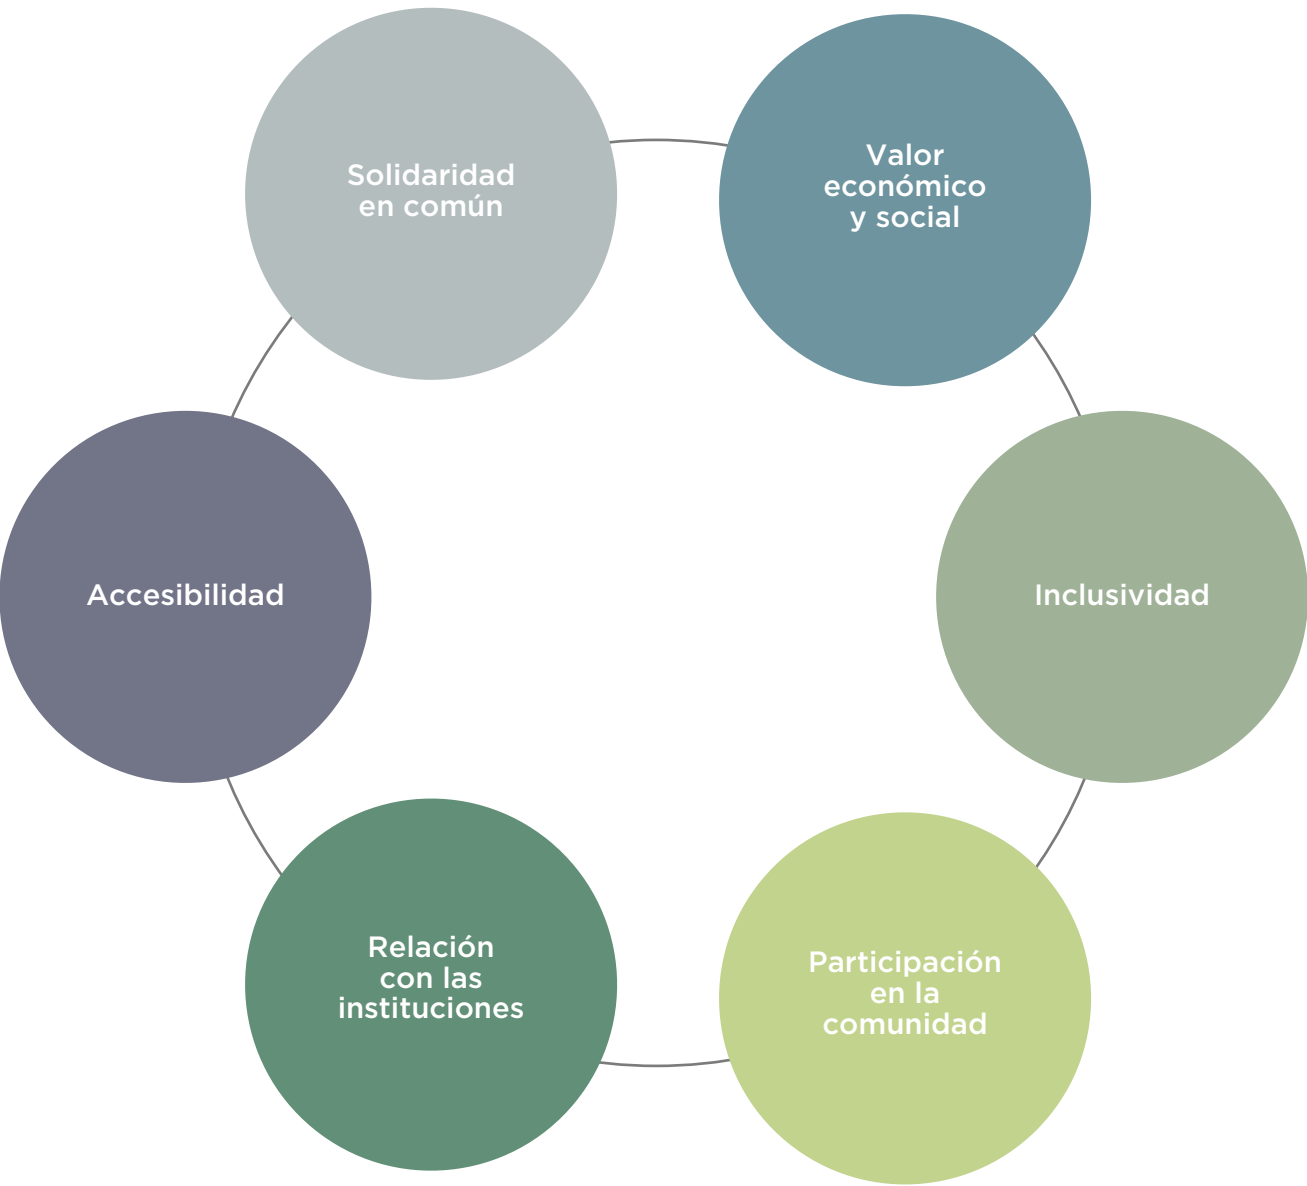 Solidaridad
en común
Valor
económico
y social
Accesibilidad
Inclusividad
Relación
con las
instituciones
Participación
en la
comunidad